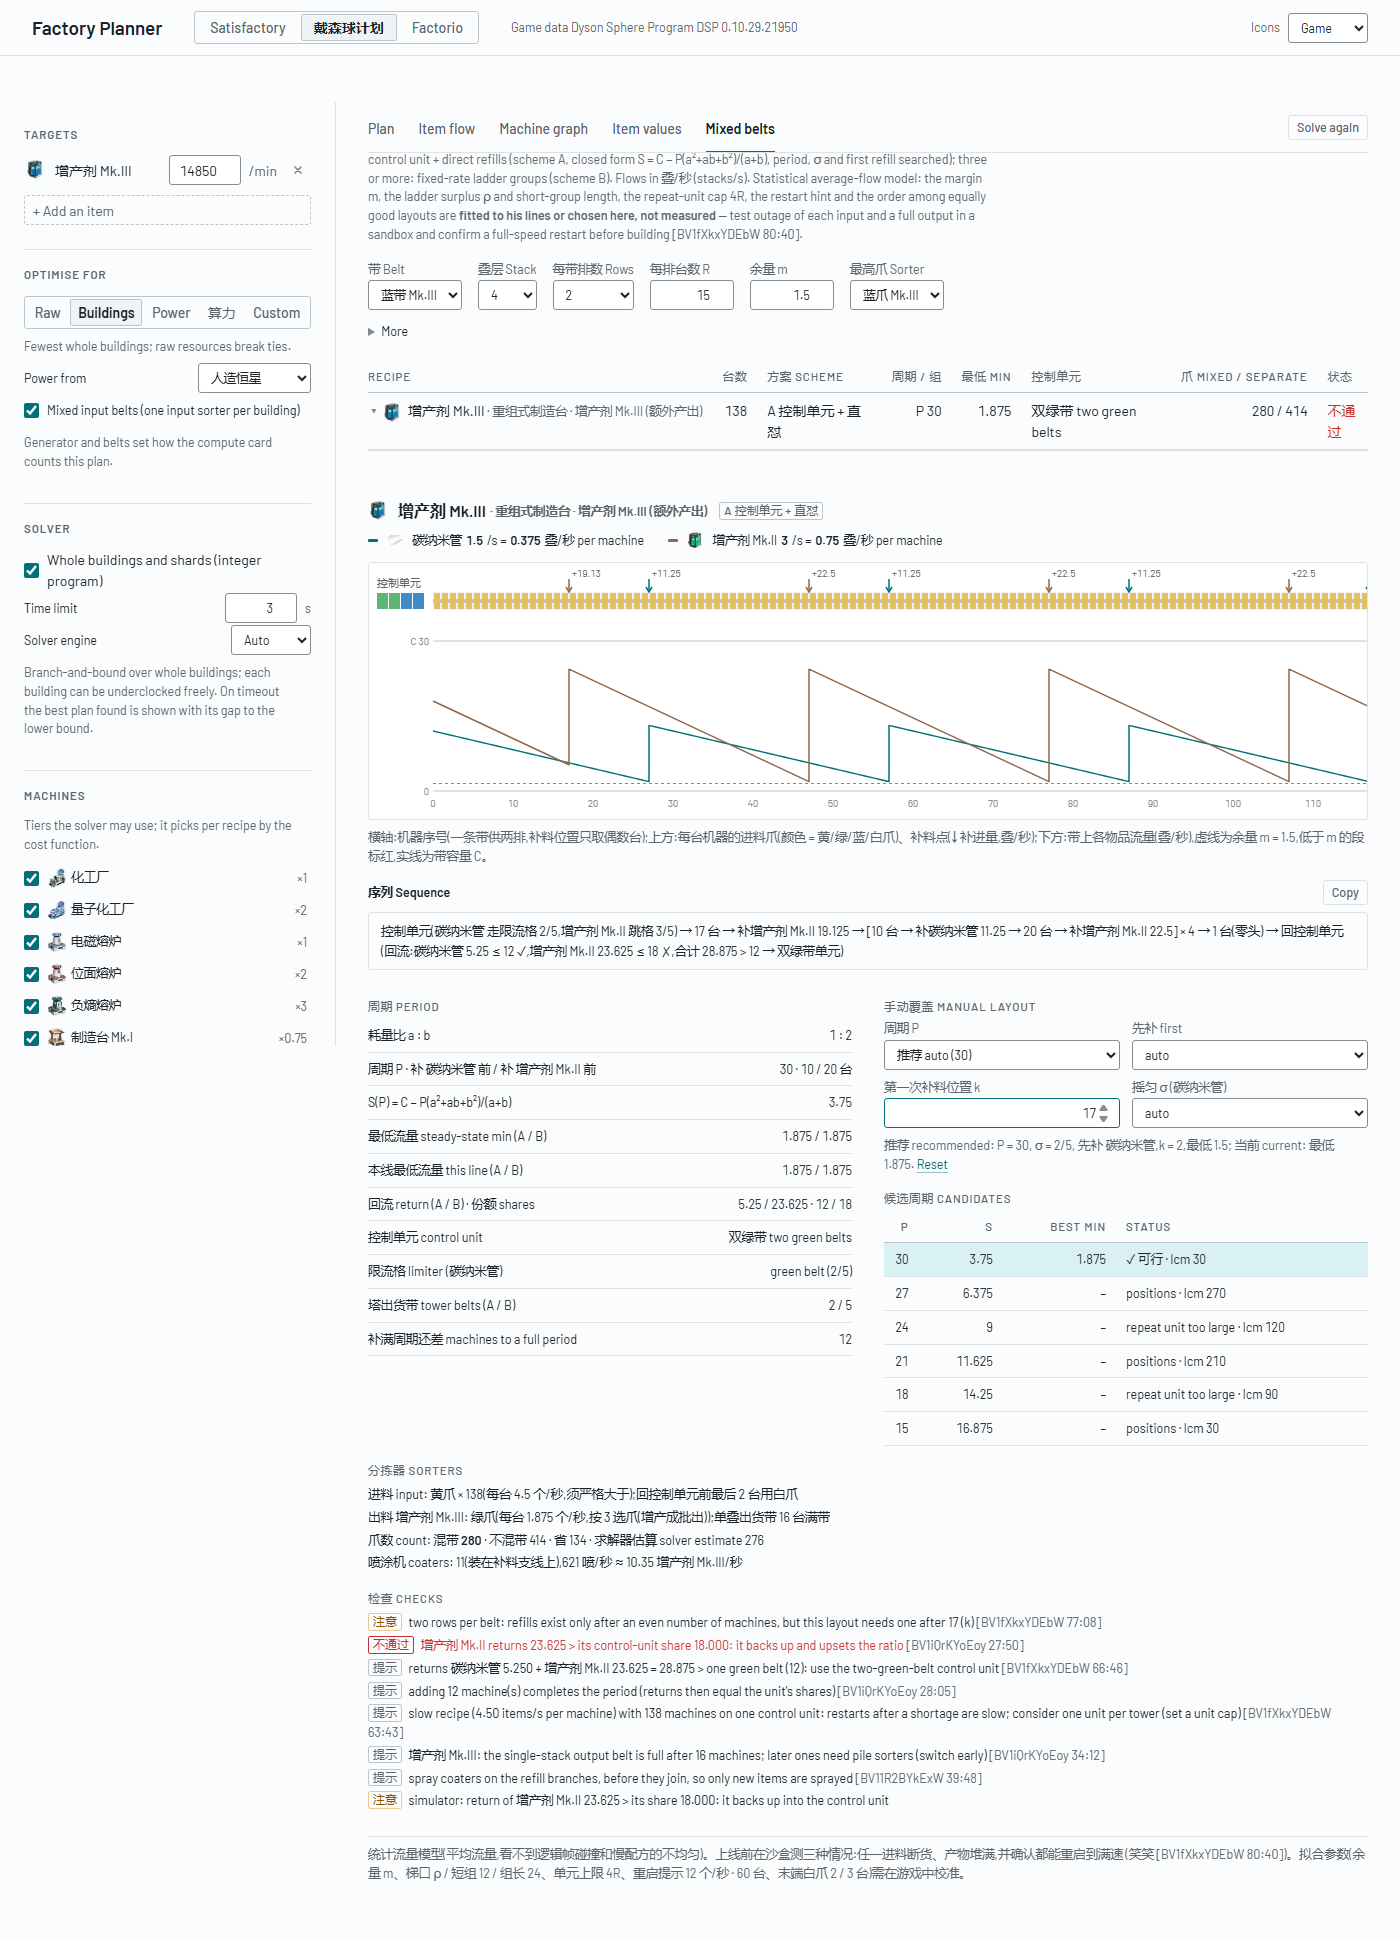 Factory Planner
Satisfactory
戴森球计划
Factorio
Game data Dyson Sphere Program DSP 0.10.29.21950
Icons
Game
TARGETS
增产剂 Mk.III
14850
/min
×
+ Add an item
OPTIMISE FOR
Raw
Buildings
Power
算力
Custom
Fewest whole buildings; raw resources break ties.
Power from
人造恒星
Mixed input belts (one input sorter per building)
Generator and belts set how the compute card
counts this plan.
SOLVER
Whole buildings and shards (integer
program)
Time limit
3
s
Solver engine
Auto
Branch-and-bound over whole buildings; each
building can be underclocked freely. On timeout
the best plan found is shown with its gap to the
lower bound.
MACHINES
Tiers the solver may use; it picks per recipe by the
cost function.
化工厂
×1
量子化工厂
×2
电磁熔炉
×1
位面熔炉
×2
负熵熔炉
×3
制造台 Mk.I
×0.75
Plan
Item flow
Machine graph
Item values
Mixed belts
Solve again
control unit + direct refills (scheme A, closed form S = C − P(a²+ab+b²)/(a+b), period, σ and first refill searched); three
or more: fixed-rate ladder groups (scheme B). Flows in 叠/秒 (stacks/s). Statistical average-flow model: the margin
m, the ladder surplus ρ and short-group length, the repeat-unit cap 4R, the restart hint and the order among equally
good layouts are fitted to his lines or chosen here, not measured — test outage of each input and a full output in a
sandbox and confirm a full-speed restart before building [BV1fXkxYDEbW 80:40].
带 Belt
叠层 Stack
每带排数 Rows
每排台数 R
余量 m
最高爪 Sorter
蓝带 Mk.III
4
2
15
1.5
蓝爪 Mk.III
More
RECIPE
台数
方案 SCHEME
周期 / 组
最低 MIN
控制单元
爪 MIXED / SEPARATE
状态
增产剂 Mk.III · 重组式制造台 · 增产剂 Mk.III (额外产出)
138
A 控制单元 + 直
怼
P 30
1.875
双绿带 two green
belts
280 / 414
不通
过
增产剂 Mk.III · 重组式制造台 · 增产剂 Mk.III (额外产出)
A 控制单元 + 直怼
碳纳米管 1.5 /s = 0.375 叠/秒 per machine
增产剂 Mk.II 3 /s = 0.75 叠/秒 per machine
控制单元
+19.13
+11.25
+22.5
+11.25
+22.5
+11.25
+22.5
C 30
0
0
10
20
30
40
50
60
70
80
90
100
110
横轴:机器序号(一条带供两排,补料位置只取偶数台);上方:每台机器的进料爪(颜色 = 黄/绿/蓝/白爪)、补料点(↓ 补进量,叠/秒);下方:带上各物品流量(叠/秒),虚线为余量 m = 1.5,低于 m 的段
标红,实线为带容量 C。
序列 Sequence
Copy
控制单元(碳纳米管 走限流格 2/5,增产剂 Mk.II 跳格 3/5) → 17 台 → 补增产剂 Mk.II 19.125 → [10 台 → 补碳纳米管 11.25 → 20 台 → 补增产剂 Mk.II 22.5] × 4 → 1 台(零头) → 回控制单元
(回流:碳纳米管 5.25 ≤ 12 ✓,增产剂 Mk.II 23.625 ≤ 18 ✗,合计 28.875 > 12 → 双绿带单元)
周期 PERIOD
耗量比 a : b
1 : 2
周期 P · 补 碳纳米管 前 / 补 增产剂 Mk.II 前
30 · 10 / 20 台
S(P) = C − P(a²+ab+b²)/(a+b)
3.75
最低流量 steady-state min (A / B)
1.875 / 1.875
本线最低流量 this line (A / B)
1.875 / 1.875
回流 return (A / B) · 份额 shares
5.25 / 23.625 · 12 / 18
控制单元 control unit
双绿带 two green belts
限流格 limiter (碳纳米管)
green belt (2/5)
塔出货带 tower belts (A / B)
2 / 5
补满周期还差 machines to a full period
12
手动覆盖 MANUAL LAYOUT
周期 P
先补 first
推荐 auto (30)
auto
第一次补料位置 k
摇匀 σ (碳纳米管)
17
auto
推荐 recommended: P = 30, σ = 2/5, 先补 碳纳米管,k = 2,最低 1.5; 当前 current: 最低
1.875. Reset
候选周期 CANDIDATES
P
S
BEST MIN
STATUS
30
3.75
1.875
✓ 可行 · lcm 30
27
6.375
–
positions · lcm 270
24
9
–
repeat unit too large · lcm 120
21
11.625
–
positions · lcm 210
18
14.25
–
repeat unit too large · lcm 90
15
16.875
–
positions · lcm 30
分拣器 SORTERS
进料 input: 黄爪 × 138(每台 4.5 个/秒,须严格大于);回控制单元前最后 2 台用白爪
出料 增产剂 Mk.III: 绿爪(每台 1.875 个/秒,按 3 选爪(增产成批出));单叠出货带 16 台满带
爪数 count: 混带 280 · 不混带 414 · 省 134 · 求解器估算 solver estimate 276
喷涂机 coaters: 11(装在补料支线上),621 喷/秒 ≈ 10.35 增产剂 Mk.III/秒
检查 CHECKS
注意 two rows per belt: refills exist only after an even number of machines, but this layout needs one after 17 (k) [BV1fXkxYDEbW 77:08]
不通过 增产剂 Mk.II returns 23.625 > its control-unit share 18.000: it backs up and upsets the ratio [BV1iQrKYoEoy 27:50]
提示 returns 碳纳米管 5.250 + 增产剂 Mk.II 23.625 = 28.875 > one green belt (12): use the two-green-belt control unit [BV1fXkxYDEbW 66:46]
提示 adding 12 machine(s) completes the period (returns then equal the unit's shares) [BV1iQrKYoEoy 28:05]
提示 slow recipe (4.50 items/s per machine) with 138 machines on one control unit: restarts after a shortage are slow; consider one unit per tower (set a unit cap) [BV1fXkxYDEbW
63:43]
提示 增产剂 Mk.III: the single-stack output belt is full after 16 machines; later ones need pile sorters (switch early) [BV1iQrKYoEoy 34:12]
提示 spray coaters on the refill branches, before they join, so only new items are sprayed [BV11R2BYkExW 39:48]
注意 simulator: return of 增产剂 Mk.II 23.625 > its share 18.000: it backs up into the control unit
统计流量模型(平均流量,看不到逻辑帧碰撞和慢配方的不均匀)。上线前在沙盒测三种情况:任一进料断货、产物堆满,并确认都能重启到满速 (笑笑 [BV1fXkxYDEbW 80:40])。拟合参数(余
量 m、梯口 ρ / 短组 12 / 组长 24、单元上限 4R、重启提示 12 个/秒 · 60 台、末端白爪 2 / 3 台)需在游戏中校准。